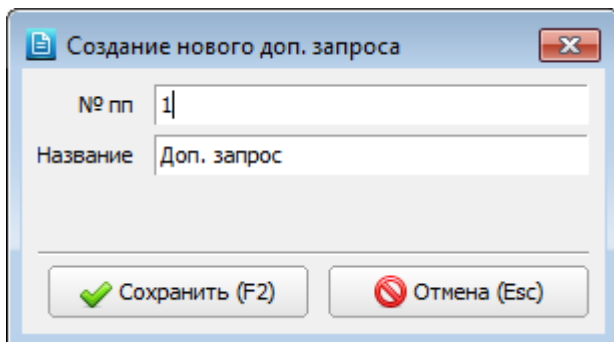 Создание нового доп. запроса
№ пп 1
Название Доп. запрос
Сохранить (F2) Отмена (Esc)